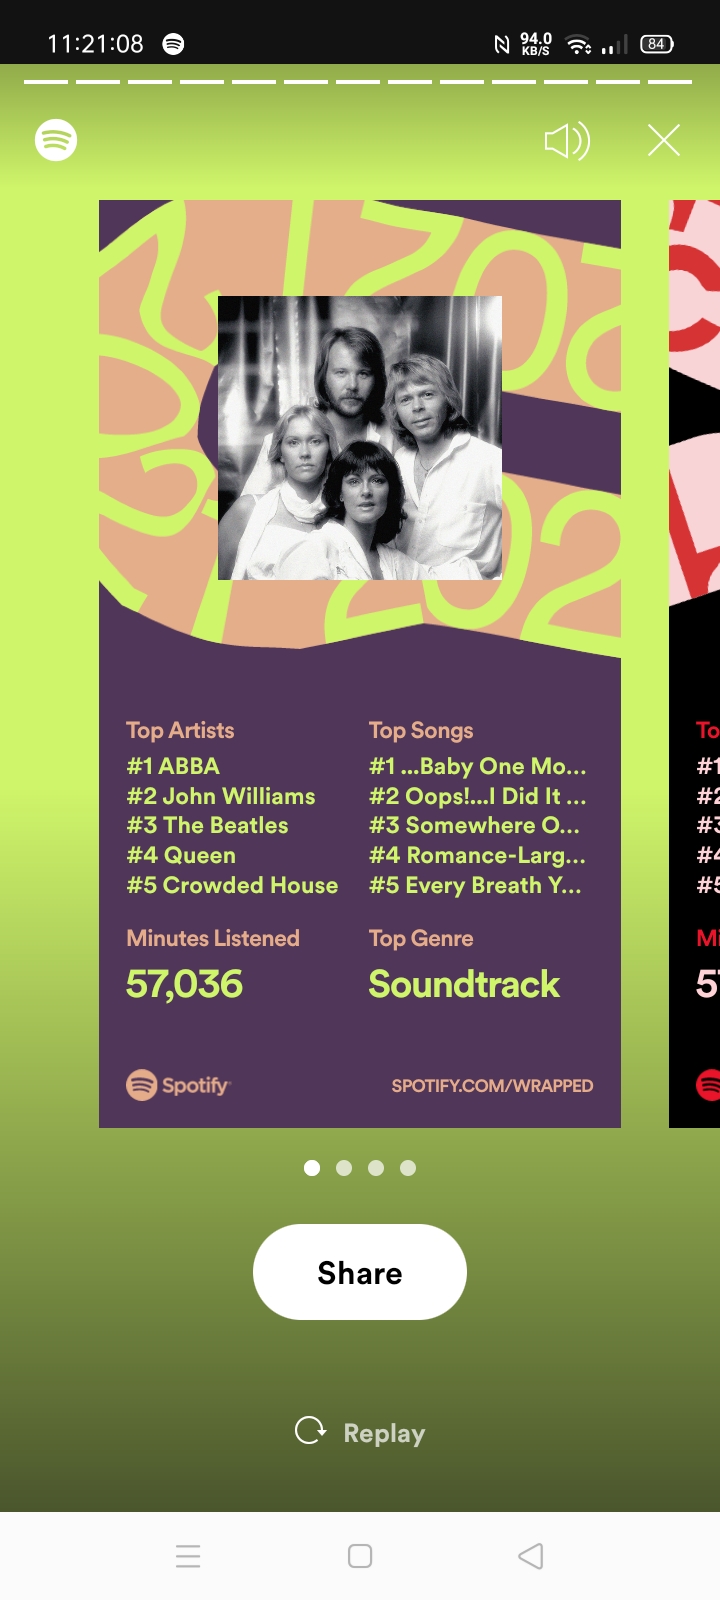 11:21:08
94.0
KB/S
84
202
202
Top Artists
#1 ABBA
#2 John Williams
#3 The Beatles
#4 Queen
#5 Crowded House
Top Songs
#1 ...Baby One Mo...
#2 Oops!...I Did It ...
#3 Somewhere O...
#4 Romance-Larg...
#5 Every Breath Y...
Minutes Listened
57,036
Top Genre
Soundtrack
Spotify
SPOTIFY.COM/WRAPPED
To
#1
#2
#3
#4
#5
Mi
57
Share
Replay